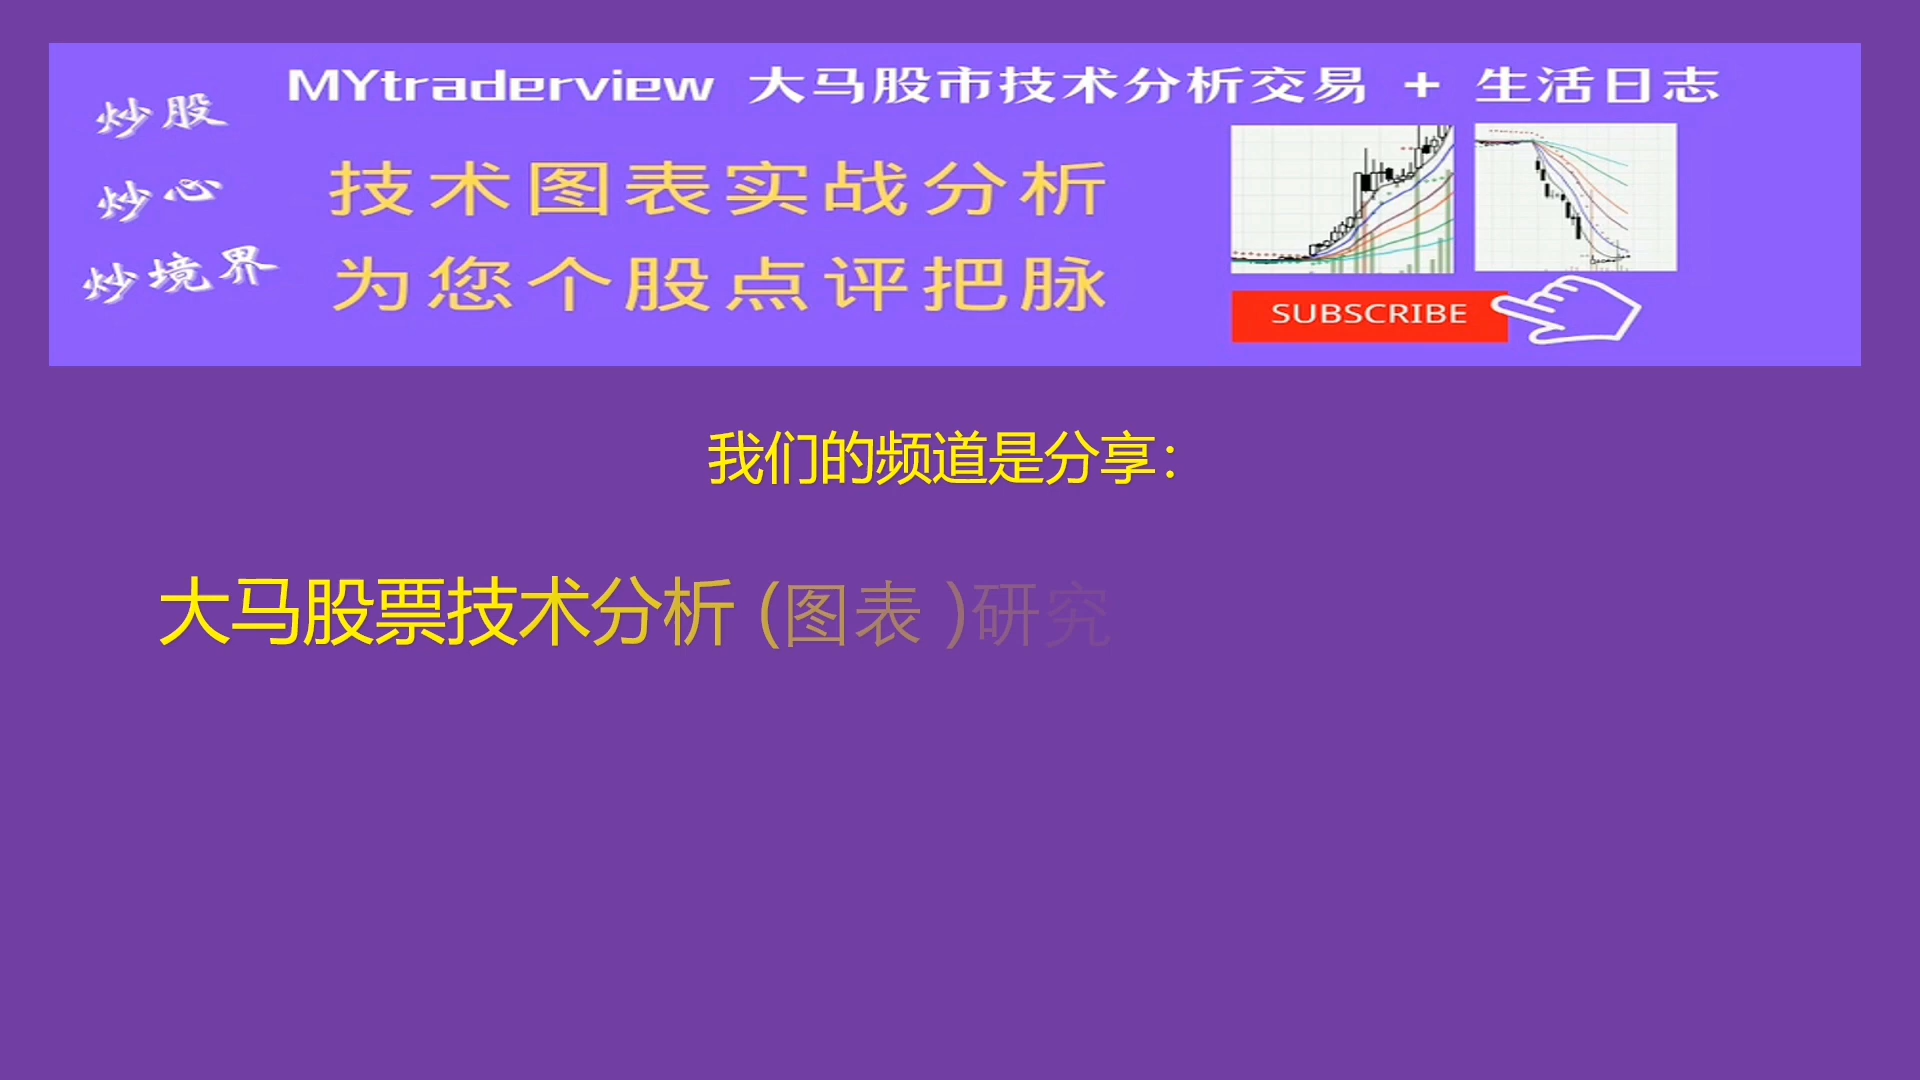 MYtraderview 大马股市技术分析交易 + 生活日志
炒股
炒心
炒境界
技术图表实战分析
为您个股点评把脉
SUBSCRIBE
我们的频道是分享：
大马股票技术分析 (图表 )研究